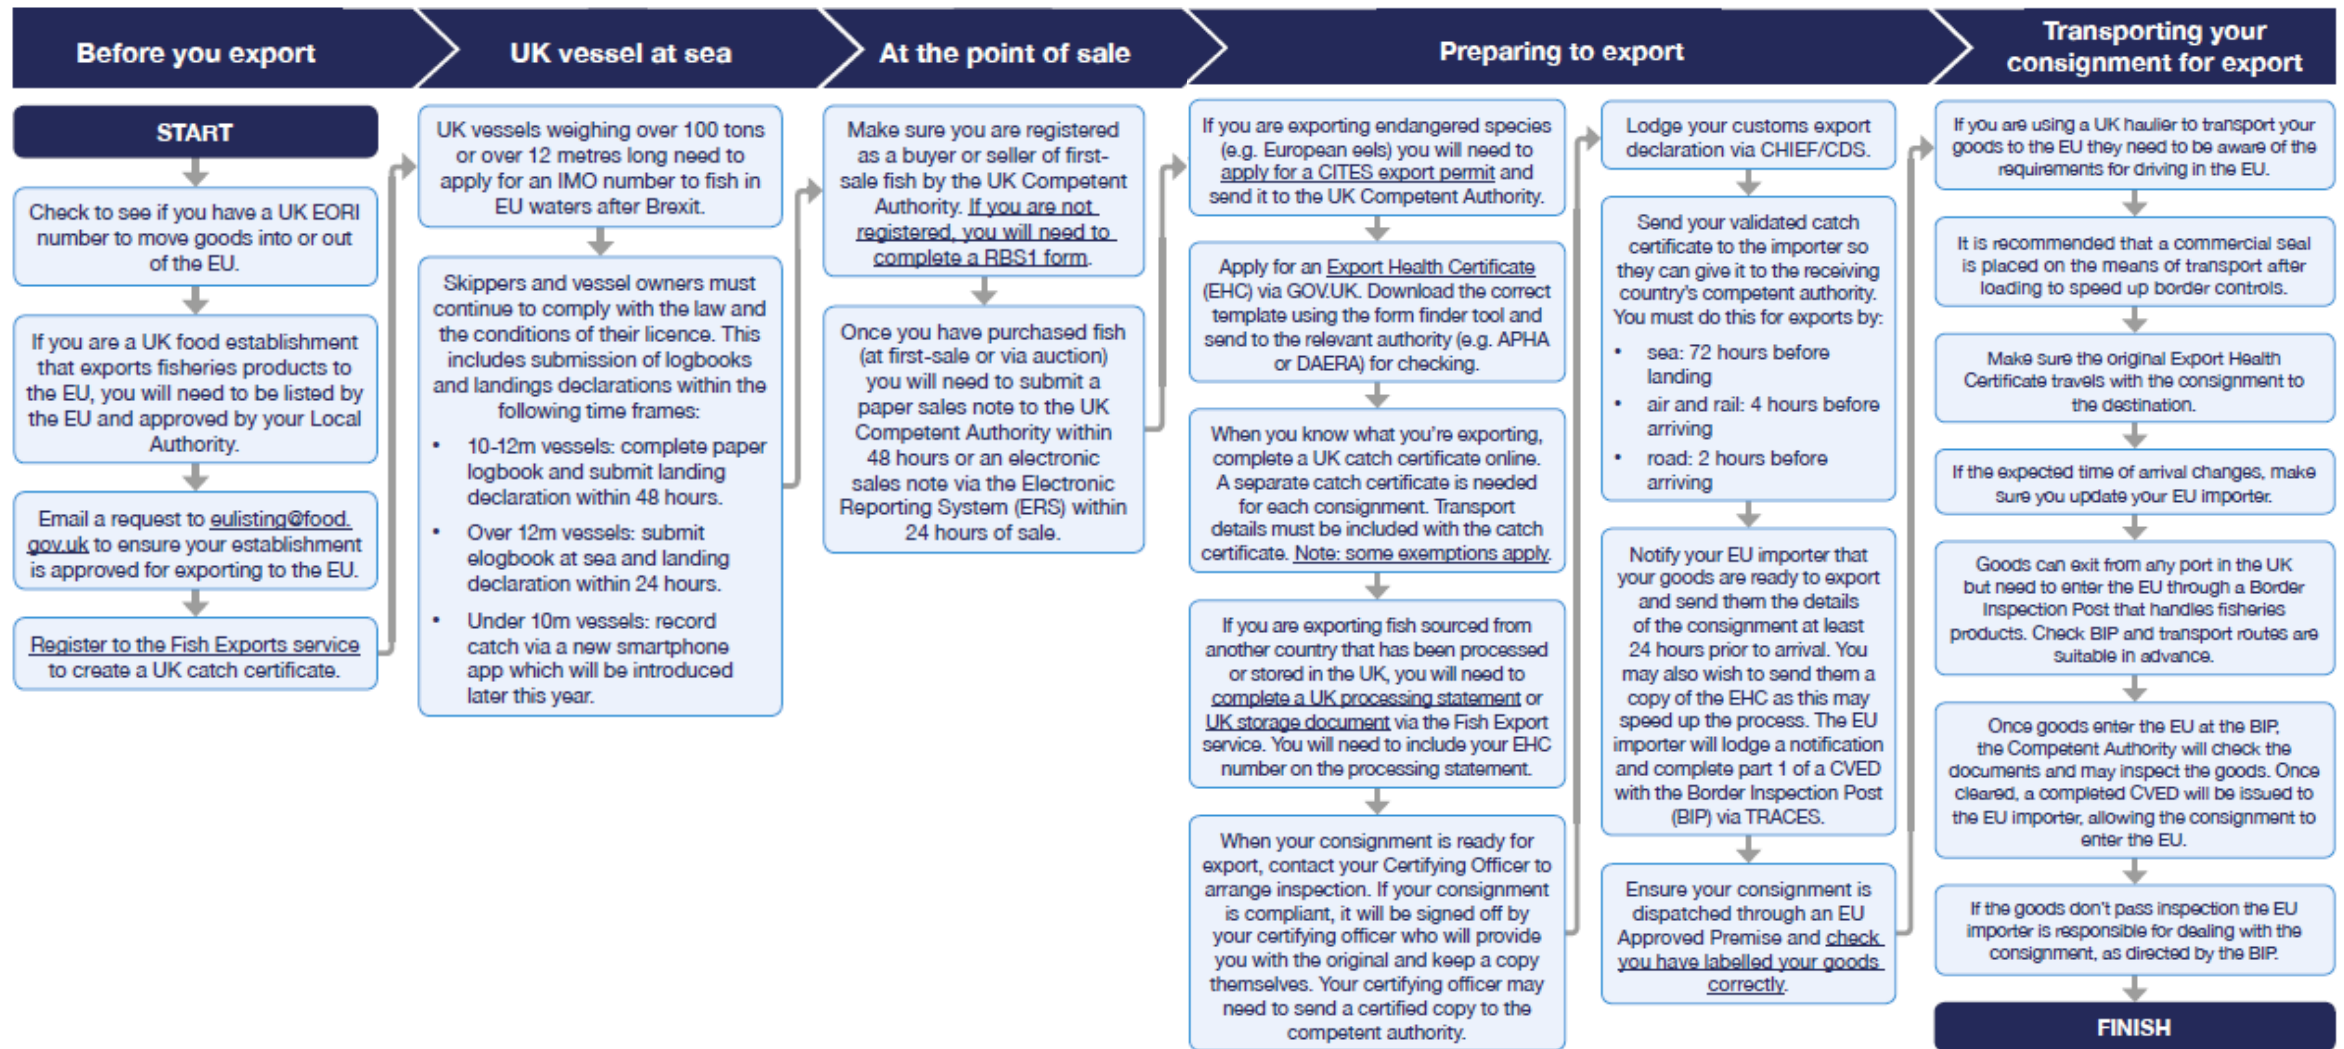 Before you export
UK vessel at sea
At the point of sale
Preparing to export
Transporting your
consignment for export
START
Check to see if you have a UK EORI
number to move goods into or out
of the EU.
If you are a UK food establishment
that exports fisheries products to
the EU, you will need to be listed by
the EU and approved by your Local
Authority.
Email a request to eulisting@food.
gov.uk to ensure your establishment
is approved for exporting to the EU.
Register to the Fish Exports service
to create a UK catch certificate.
UK vessels weighing over 100 tons
or over 12 metres long need to
apply for an IMO number to fish in
EU waters after Brexit.
Skippers and vessel owners must
continue to comply with the law and
the conditions of their licence. This
includes submission of logbooks
and landings declarations within the
following time frames:
• 10-12m vessels: complete paper
logbook and submit landing
declaration within 48 hours.
• Over 12m vessels: submit
elogbook at sea and landing
declaration within 24 hours.
• Under 10m vessels: record
catch via a new smartphone
app which will be introduced
later this year.
Make sure you are registered
as a buyer or seller of first-
sale fish by the UK Competent
Authority. If you are not
registered, you will need to
complete a RBS1 form.
Once you have purchased fish
(at first-sale or via auction)
you will need to submit a
paper sales note to the UK
Competent Authority within
48 hours or an electronic
sales note via the Electronic
Reporting System (ERS) within
24 hours of sale.
If you are exporting endangered species
(e.g. European eels) you will need to
apply for a CITES export permit and
send it to the UK Competent Authority.
Apply for an Export Health Certificate
(EHC) via GOV.UK. Download the correct
template using the form finder tool and
send to the relevant authority (e.g. APHA
or DAERA) for checking.
When you know what you're exporting,
complete a UK catch certificate online.
A separate catch certificate is needed
for each consignment. Transport
details must be included with the catch
certificate. Note: some exemptions apply.
If you are exporting fish sourced from
another country that has been processed
or stored in the UK, you will need to
complete a UK processing statement or
UK storage document via the Fish Export
service. You will need to include your EHC
number on the processing statement.
When your consignment is ready for
export, contact your Certifying Officer to
arrange inspection. If your consignment
is compliant, it will be signed off by
your certifying officer who will provide
you with the original and keep a copy
themselves. Your certifying officer may
need to send a certified copy to the
competent authority.
Lodge your customs export
declaration via CHIEF/CDS.
Send your validated catch
certificate to the importer so
they can give it to the receiving
country's competent authority.
You must do this for exports by:
• sea: 72 hours before
landing
• air and rail: 4 hours before
arriving
• road: 2 hours before
arriving
Notify your EU importer that
your goods are ready to export
and send them the details
of the consignment at least
24 hours prior to arrival. You
may also wish to send them a
copy of the EHC as this may
speed up the process. The EU
importer will lodge a notification
and complete part 1 of a CVED
with the Border Inspection Post
(BIP) via TRACES.
Ensure your consignment is
dispatched through an EU
Approved Premise and check
you have labelled your goods
correctly.
If you are using a UK haulier to transport your
goods to the EU they need to be aware of the
requirements for driving in the EU.
It is recommended that a commercial seal
is placed on the means of transport after
loading to speed up border controls.
Make sure the original Export Health
Certificate travels with the consignment to
the destination.
If the expected time of arrival changes, make
sure you update your EU importer.
Goods can exit from any port in the UK
but need to enter the EU through a Border
Inspection Post that handles fisheries
products. Check BIP and transport routes are
suitable in advance.
Once goods enter the EU at the BIP,
the Competent Authority will check the
documents and may inspect the goods. Once
cleared, a completed CVED will be issued to
the EU importer, allowing the consignment to
enter the EU.
If the goods don't pass inspection the EU
importer is responsible for dealing with the
consignment, as directed by the BIP.
FINISH